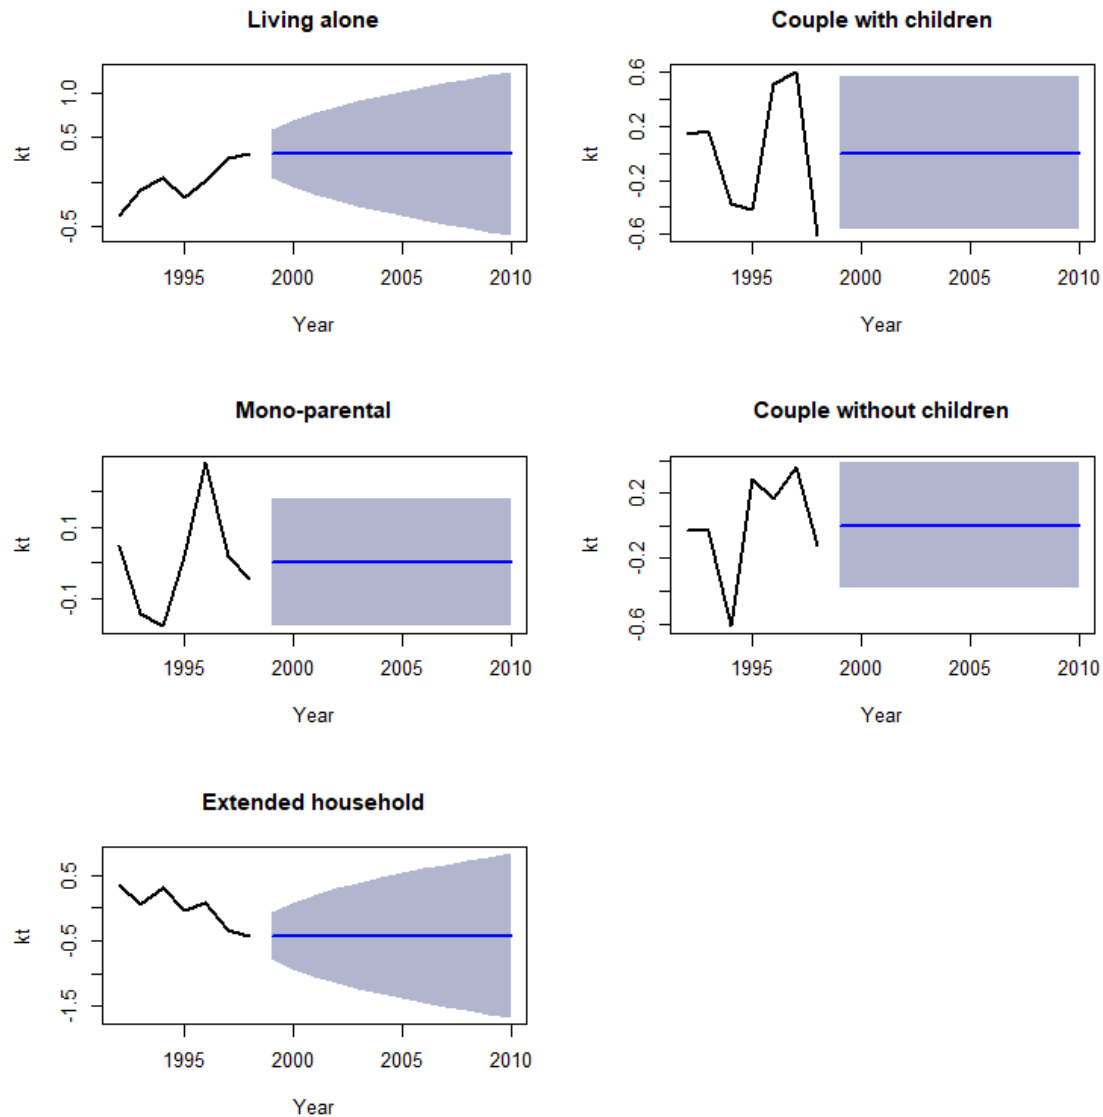 Living alone
kt
1.0
0.5
-0.5
1995 2000 2005 2010
Year
Couple with children
kt
0.6
0.2
-0.2
-0.6
1995 2000 2005 2010
Year
Mono-parental
kt
0.1
-0.1
1995 2000 2005 2010
Year
Couple without children
kt
0.2
-0.2
-0.6
1995 2000 2005 2010
Year
Extended household
kt
0.5
-0.5
-1.5
1995 2000 2005 2010
Year